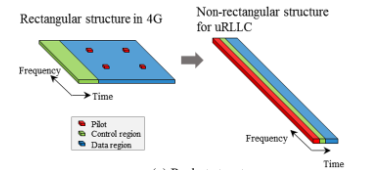 Rectangular structure in 4G
Non-rectangular structure
for uRLLC
Frequency
Time
Pilot
Control region
Data region
Frequency
Time